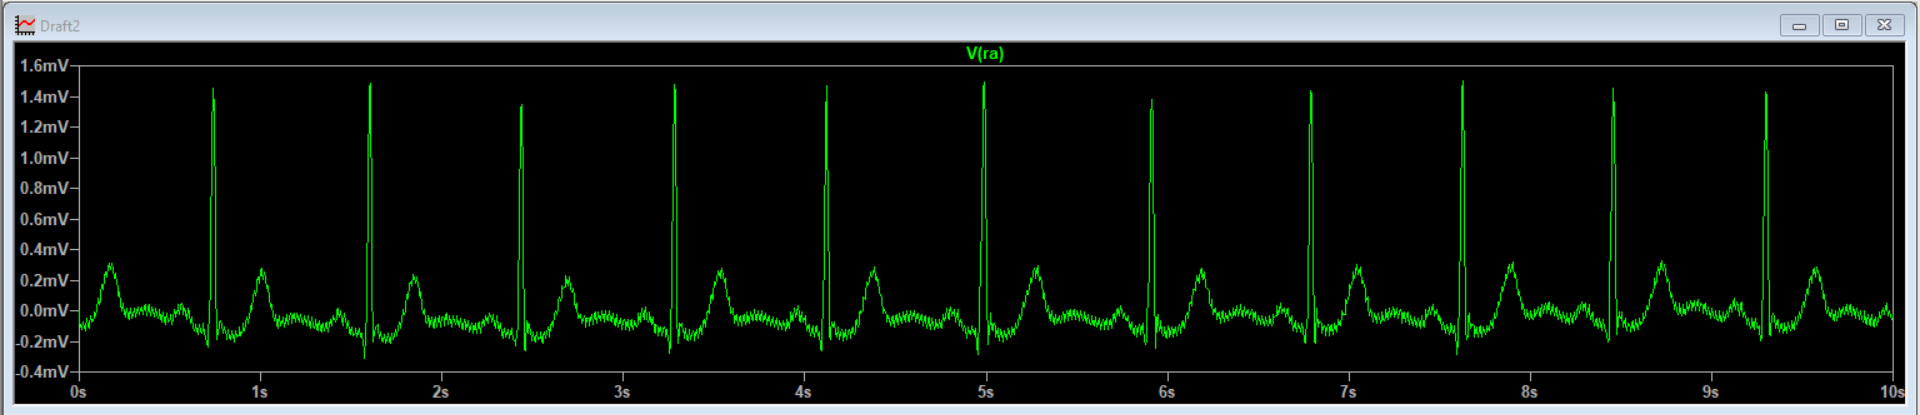 Draft2
V(ra)
1.6mV
1.4mV
1.2mV
1.0mV
0.8mV
0.6mV
0.4mV
0.2mV
0.0mV
-0.2mV
-0.4mV
0s 1s 2s 3s 4s 5s 6s 7s 8s 9s 10s